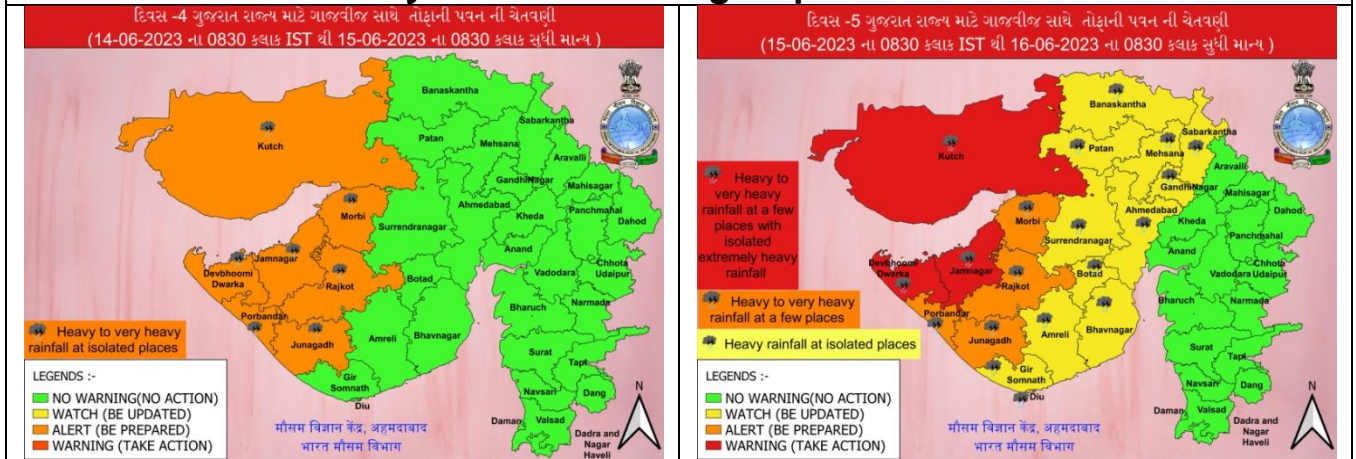 દિવસ -4 ગુજરાત રાજ્ય માટે ગાજવીજ સાથે તોફાની પવન ની ચેતવણી
(14-06-2023 ના 0830 કલાક IST થી 15-06-2023 ના 0830 કલાક સુધી માન્ય )
Banaskantha
Sabarkantha
Patan
Mehsana
Aravalli
Kutch
GandhiNagar
Mahisagar
Morbi
Ahmedabad
Kheda
Panchmahal
Dahod
Surrendranagar
Jamnagar
Anand
Devbhoomi
Dwarka
Rajkot
Botad
Vadodara
Chhota
Udaipur
Porbandar
Bharuch
Narmada
Junagadh
Amreli
Bhavnagar
Heavy to very heavy
rainfall at isolated places
Surat
Tapi
Gir
Somnath
Diu
Navsari
Dang
Daman
Valsad
Dadra and
Nagar
Haveli
N
LEGENDS :-
NO WARNING(NO ACTION)
WATCH (BE UPDATED)
ALERT (BE PREPARED)
WARNING (TAKE ACTION)
मौसम विज्ञान केंद्र, अहमदाबाद
भारत मौसम विभाग
દિવસ -5 ગુજરાત રાજ્ય માટે ગાજવીજ સાથે તોફાની પવન ની ચેતવણી
(15-06-2023 ના 0830 કલાક IST થી 16-06-2023 ના 0830 કલાક સુધી માન્ય )
Banaskantha
Sabarkantha
Patan
Mehsana
Aravalli
Kutch
GandhiNagar
Mahisagar
Morbi
Ahmedabad
Kheda
Dahod
Panchmahal
Surrendranagar
Anand
Devbhoomi
Dwarka
Jamnagar
Rajkot
Botad
Vadodara
Chhota
Udaipur
Porbandar
Bharuch
Narmada
Junagadh
Amreli
Bhavnagar
Heavy to
very heavy
rainfall at a few
places with
isolated
extremely heavy
rainfall
Heavy to very heavy
rainfall at a few places
Heavy rainfall at isolated places
Surat
Tapi
Gir
Somnath
Diu
Navsari
Dang
Daman
Valsad
Dadra and
Nagar
Haveli
N
LEGENDS :-
NO WARNING(NO ACTION)
WATCH (BE UPDATED)
ALERT (BE PREPARED)
WARNING (TAKE ACTION)
मौसम विज्ञान केंद्र, अहमदाबाद
भारत मौसम विभाग